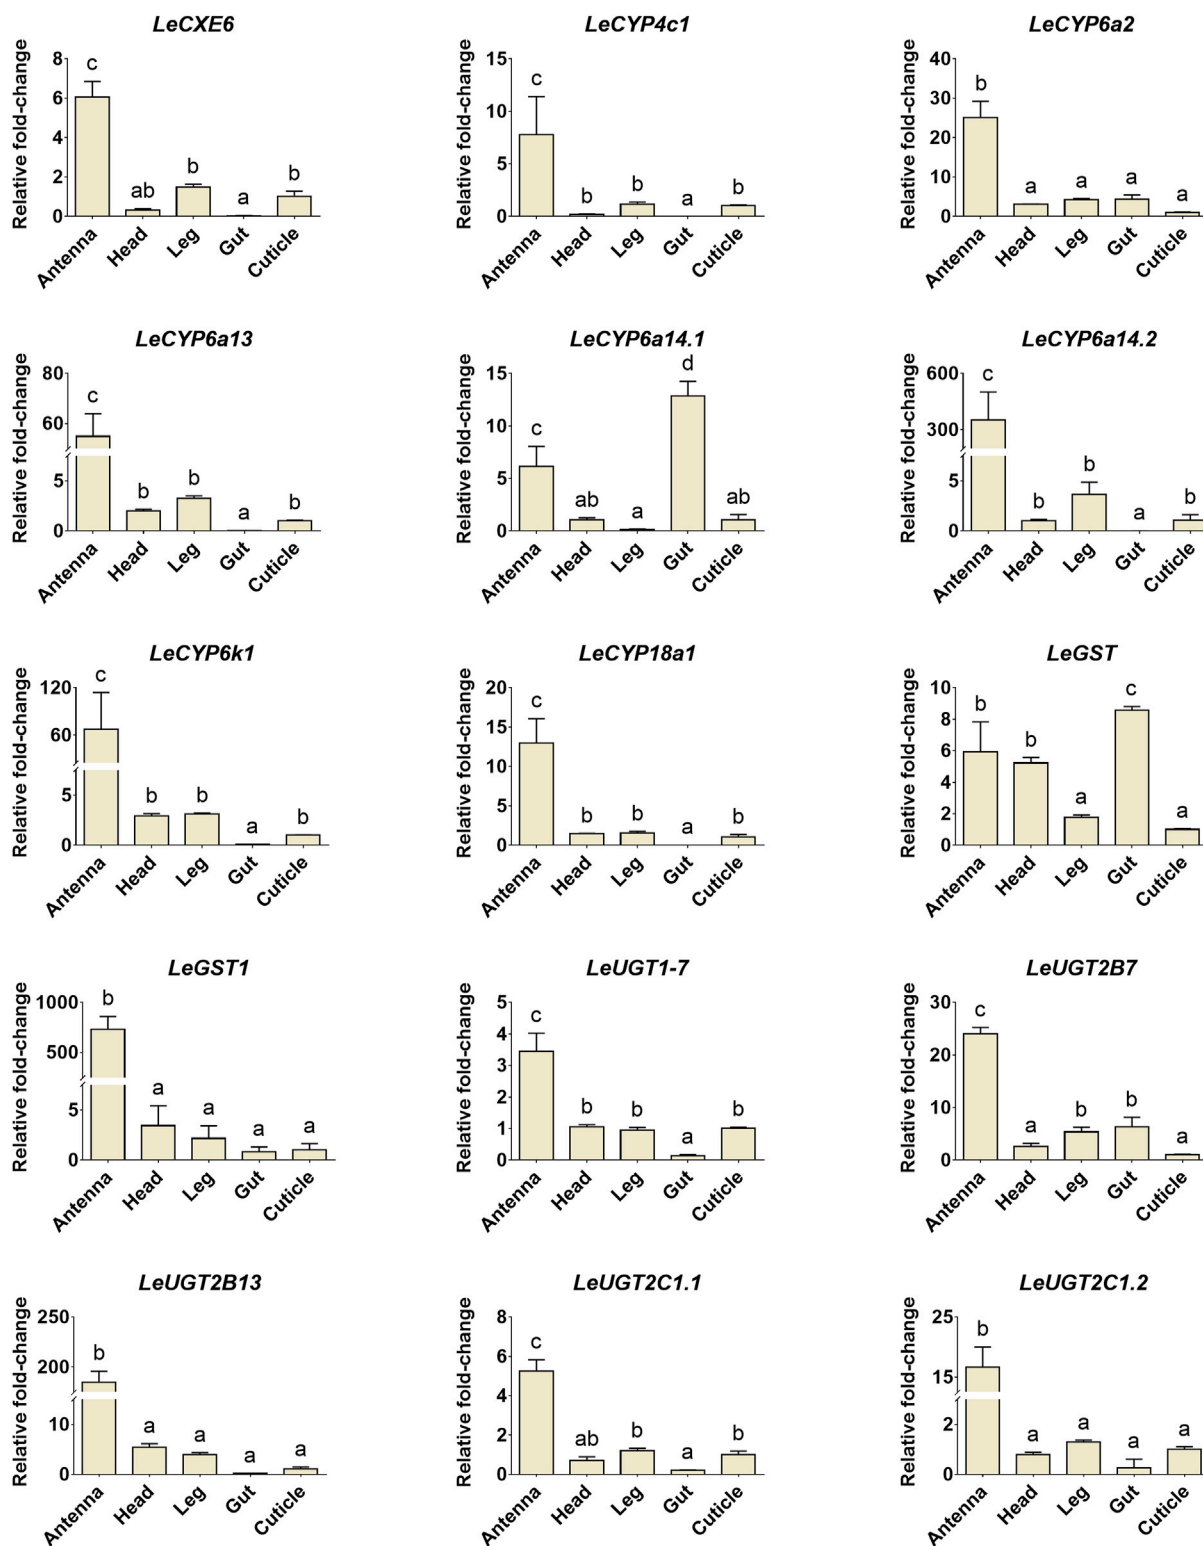 LeCXE6
Relative fold-change
8
6
4
2
0
c
ab
b
a
b
Antenna
Head
Leg
Gut
Cuticle
LeCYP4c1
Relative fold-change
15
10
5
0
c
b
b
a
b
Antenna
Head
Leg
Gut
Cuticle
LeCYP6a2
Relative fold-change
40
30
20
10
0
b
a
a
a
a
Antenna
Head
Leg
Gut
Cuticle
LeCYP6a13
Relative fold-change
80
60
5
0
c
b
b
a
b
Antenna
Head
Leg
Gut
Cuticle
LeCYP6a14.1
Relative fold-change
15
10
5
0
c
ab
a
d
ab
Antenna
Head
Leg
Gut
Cuticle
LeCYP6a14.2
Relative fold-change
600
300
5
0
c
b
b
a
b
Antenna
Head
Leg
Gut
Cuticle
LeCYP6k1
Relative fold-change
120
60
5
0
c
b
b
a
b
Antenna
Head
Leg
Gut
Cuticle
LeCYP18a1
Relative fold-change
20
15
10
5
0
c
b
b
a
b
Antenna
Head
Leg
Gut
Cuticle
LeGST
Relative fold-change
10
8
6
4
2
0
b
b
a
c
a
Antenna
Head
Leg
Gut
Cuticle
LeGST1
Relative fold-change
1000
500
5
0
b
a
a
a
a
Antenna
Head
Leg
Gut
Cuticle
LeUGT1-7
Relative fold-change
5
4
3
2
1
0
c
b
b
a
b
Antenna
Head
Leg
Gut
Cuticle
LeUGT2B7
Relative fold-change
30
20
10
0
c
a
b
b
a
Antenna
Head
Leg
Gut
Cuticle
LeUGT2B13
Relative fold-change
250
200
10
0
b
a
a
a
a
Antenna
Head
Leg
Gut
Cuticle
LeUGT2C1.1
Relative fold-change
8
6
4
2
0
c
ab
b
a
b
Antenna
Head
Leg
Gut
Cuticle
LeUGT2C1.2
Relative fold-change
25
15
2
0
b
a
a
a
a
Antenna
Head
Leg
Gut
Cuticle